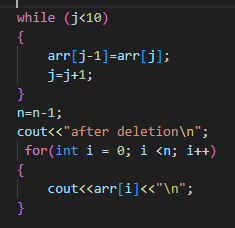 while (j<10)
{
    arr[j-1]=arr[j];
    j=j+1;
}
n=n-1;
cout<<"after deletion\n";
 for(int i = 0; i <n; i++)
{
    cout<<arr[i]<<"\n";
}